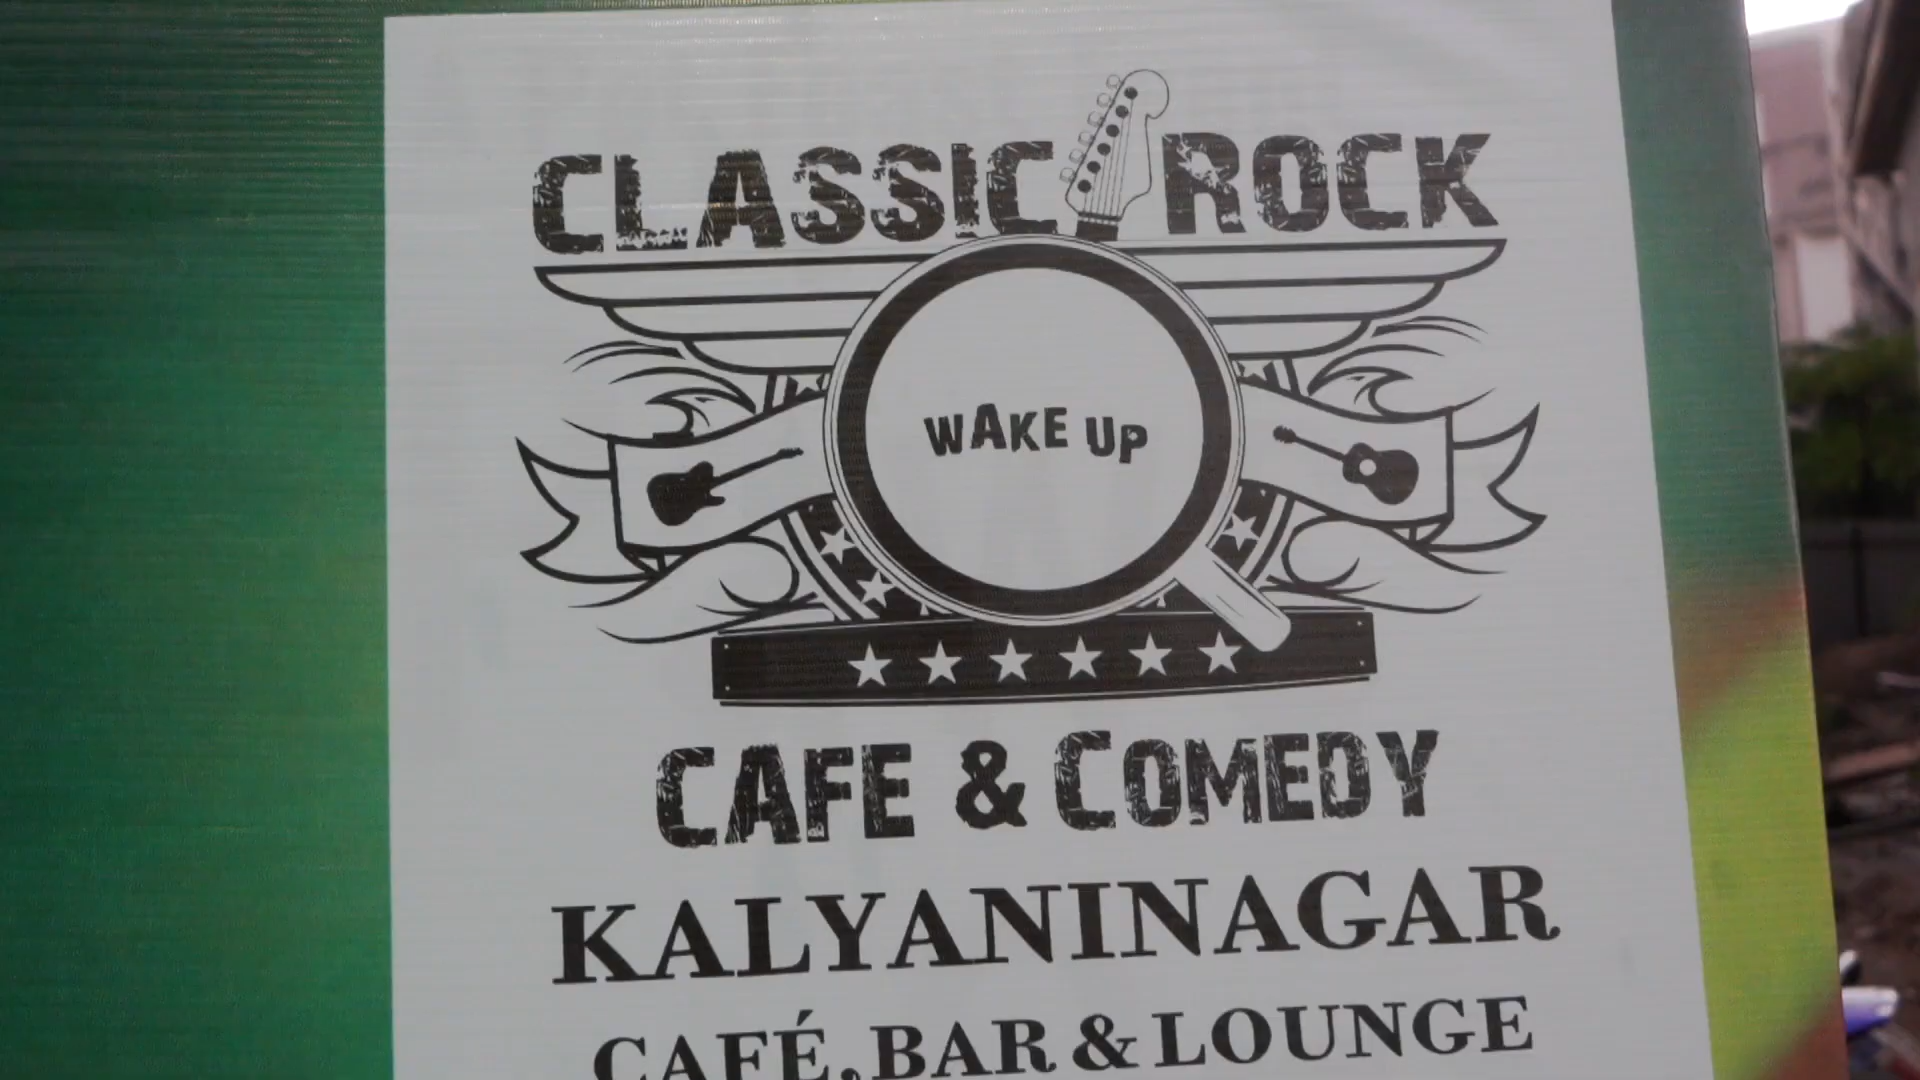 CLASSIC ROCK
WAKE UP
CAFE & COMEDY
KALYANINAGAR
CAFÉ, BAR & LOUNGE